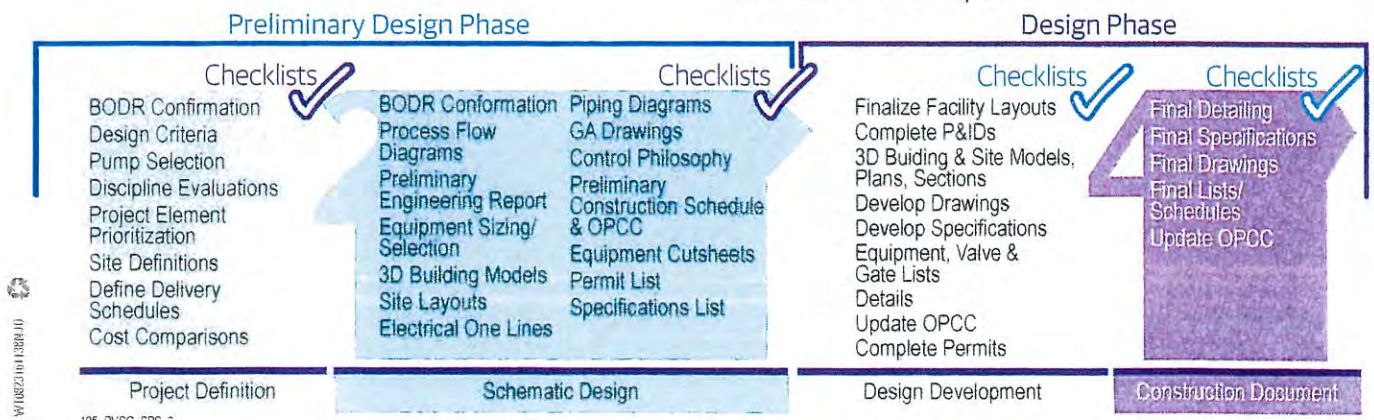 Preliminary Design Phase
Design Phase
Checklists
BODR Confirmation
Design Criteria
Pump Selection
Discipline Evaluations
Project Element
Prioritization
Site Definitions
Define Delivery
Schedules
Cost Comparisons
Project Definition
Checklists
2
BODR Conformation
Process Flow
Diagrams
Preliminary
Engineering Report
Equipment Sizing/
Selection
3D Building Models
Site Layouts
Electrical One Lines
Piping Diagrams
GA Drawings
Control Philosophy
Preliminary
Construction Schedule
& OPCC
Equipment Cutsheets
Permit List
Specifications List
Schematic Design
Checklists
Finalize Facility Layouts
Complete P&IDs
3D Buiding & Site Models,
Plans, Sections
Develop Drawings
Develop Specifications
Equipment, Valve &
Gate Lists
Details
Update OPCC
Complete Permits
Design Development
Checklists
4
Final Detailing
Final Specifications
Final Drawings
Final Lists/
Schedules
Update OPCC
Construction Document